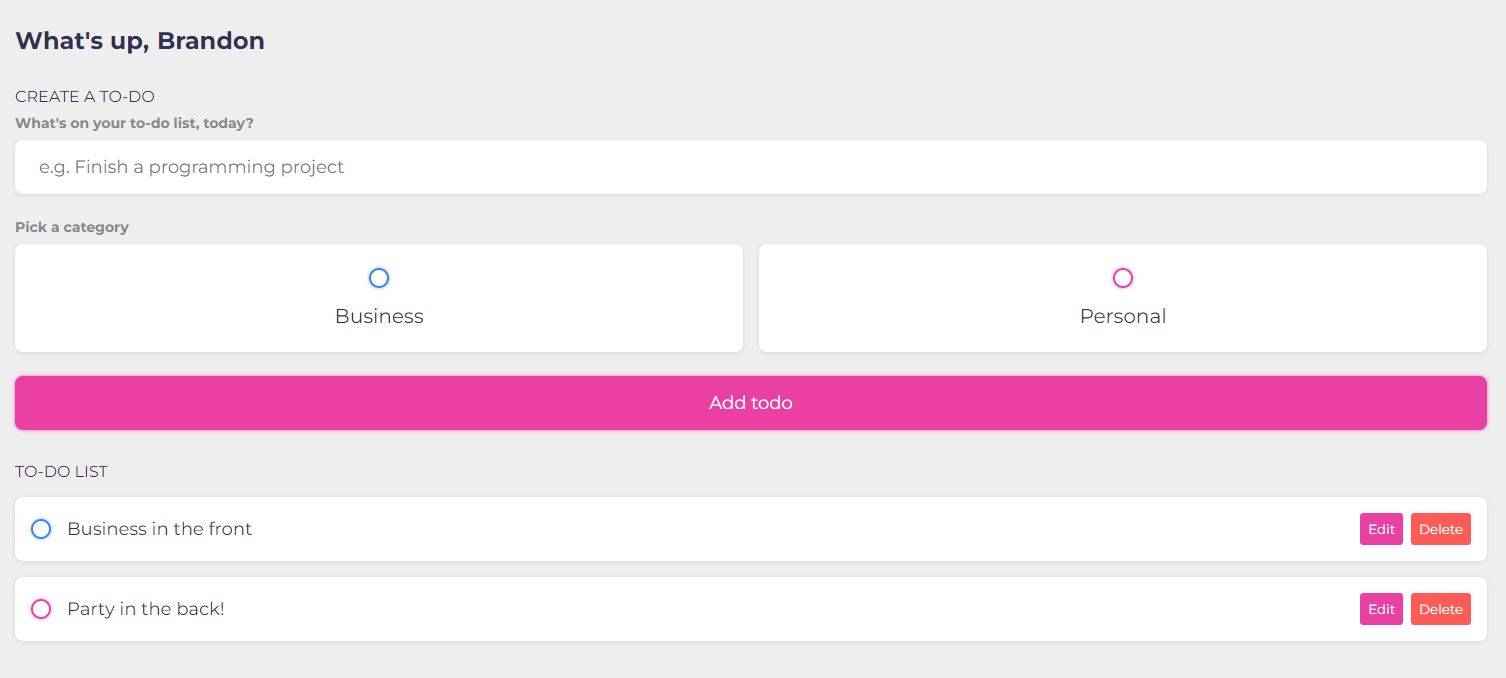 What's up, Brandon
CREATE A TO-DO
What's on your to-do list, today?
e.g. Finish a programming project
Pick a category
Business
Personal
Add todo
TO-DO LIST
Business in the front
Edit
Delete
Party in the back!
Edit
Delete